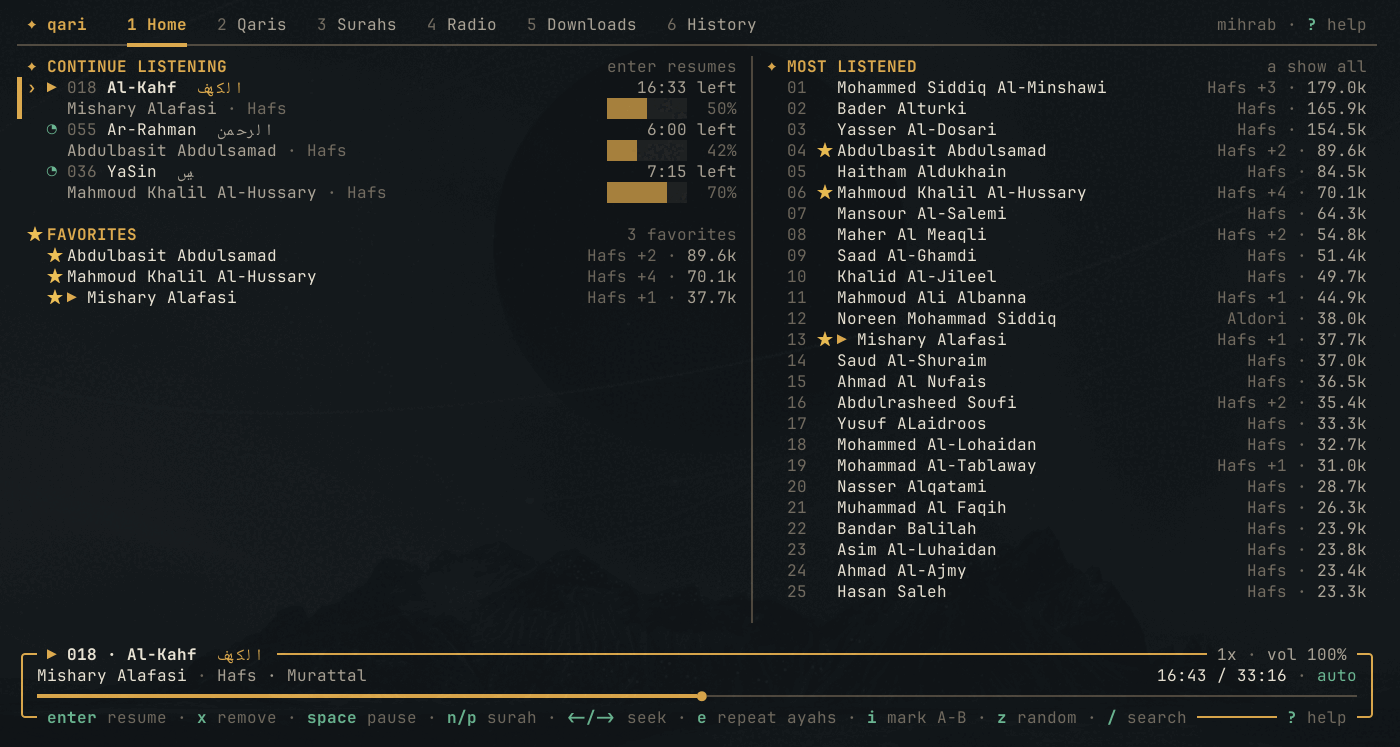 ✦ qari 1 Home 2 Qaris 3 Surahs 4 Radio 5 Downloads 6 History mihrab · ? help
✦ CONTINUE LISTENING enter resumes
› ▶ 018 Al-Kahf الكهف 16:33 left
Mishary Alafasi · Hafs 50%
055 Ar-Rahman الرحمن 6:00 left
Abdulbasit Abdulsamad · Hafs 42%
036 YaSin يس 7:15 left
Mahmoud Khalil Al-Hussary · Hafs 70%
★ FAVORITES 3 favorites
★ Abdulbasit Abdulsamad Hafs +2 · 89.6k
★ Mahmoud Khalil Al-Hussary Hafs +4 · 70.1k
★ ▶ Mishary Alafasi Hafs +1 · 37.7k
✦ MOST LISTENED a show all
01 Mohammed Siddiq Al-Minshawi Hafs +3 · 179.0k
02 Bader Alturki Hafs · 165.9k
03 Yasser Al-Dosari Hafs · 154.5k
04 ★ Abdulbasit Abdulsamad Hafs +2 · 89.6k
05 Haitham Aldukhain Hafs · 84.5k
06 ★ Mahmoud Khalil Al-Hussary Hafs +4 · 70.1k
07 Mansour Al-Salemi Hafs · 64.3k
08 Maher Al Meaqli Hafs +2 · 54.8k
09 Saad Al-Ghamdi Hafs · 51.4k
10 Khalid Al-Jileel Hafs · 49.7k
11 Mahmoud Ali Albanna Hafs +1 · 44.9k
12 Noreen Mohammad Siddiq Aldori · 38.0k
13 ★ ▶ Mishary Alafasi Hafs +1 · 37.7k
14 Saud Al-Shuraim Hafs · 37.0k
15 Ahmad Al Nufais Hafs · 36.5k
16 Abdulrasheed Soufi Hafs +2 · 35.4k
17 Yusuf ALaidroos Hafs · 33.3k
18 Mohammed Al-Lohaidan Hafs · 32.7k
19 Mohammad Al-Tablaway Hafs +1 · 31.0k
20 Nasser Alqatami Hafs · 28.7k
21 Muhammad Al Faqih Hafs · 26.3k
22 Bandar Balilah Hafs · 23.9k
23 Asim Al-Luhaidan Hafs · 23.8k
24 Ahmad Al-Ajmy Hafs · 23.4k
25 Hasan Saleh Hafs · 23.3k
▶ 018 · Al-Kahf الكهف 1x · vol 100%
Mishary Alafasi · Hafs · Murattal 16:43 / 33:16 · auto
enter resume · x remove · space pause · n/p surah · ←/→ seek · e repeat ayahs · i mark A-B · z random · / search ? help